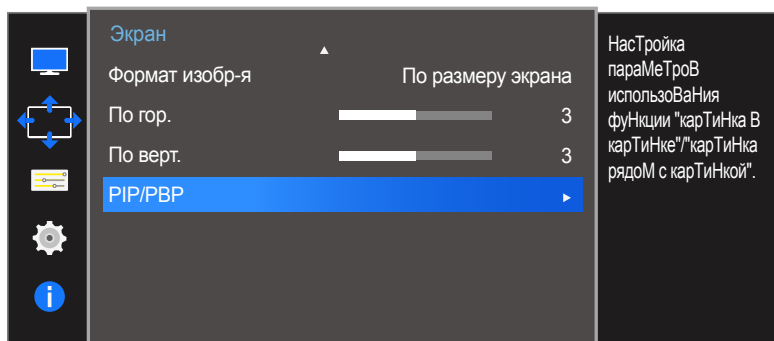 Экран
Формат изобр-я По размеру экрана
По гор. 3
По верт. 3
PIP/PBP
НасТройка
параМеТроВ
использоВаНия
фуНкции "карТиНка В
карТиНке"/"карТиНка
рядоМ с карТиНкой".